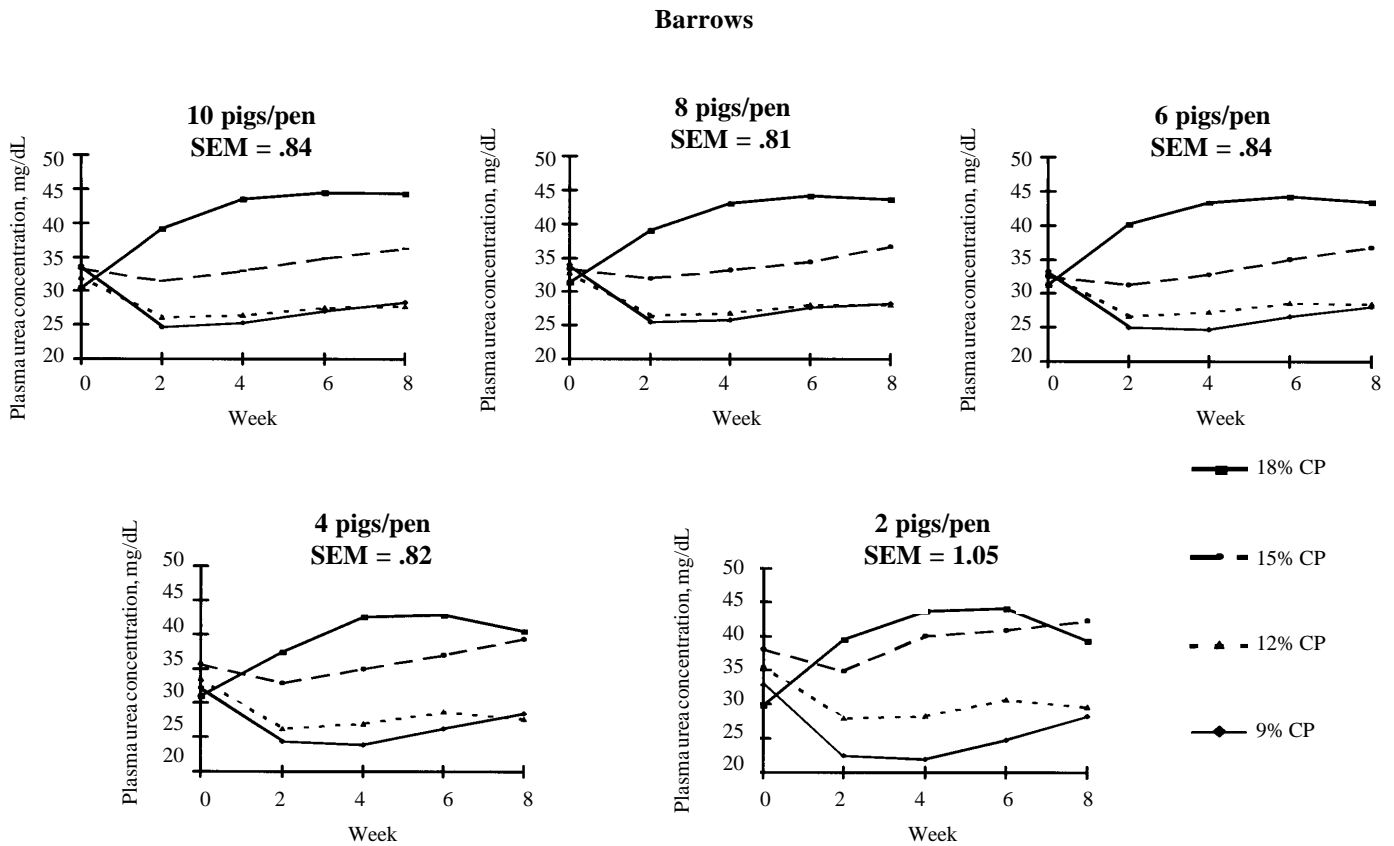 Barrows
10 pigs/pen
SEM = .84
Plasma urea concentration, mg/dL
50
45
40
35
30
25
20
0 2 4 6 8
Week
8 pigs/pen
SEM = .81
Plasma urea concentration, mg/dL
50
45
40
35
30
25
20
0 2 4 6 8
Week
6 pigs/pen
SEM = .84
Plasma urea concentration, mg/dL
50
45
40
35
30
25
20
0 2 4 6 8
Week
4 pigs/pen
SEM = .82
Plasma urea concentration, mg/dL
50
45
40
35
30
25
20
0 2 4 6 8
Week
2 pigs/pen
SEM = 1.05
Plasma urea concentration, mg/dL
50
45
40
35
30
25
20
0 2 4 6 8
Week
18% CP
15% CP
12% CP
9% CP